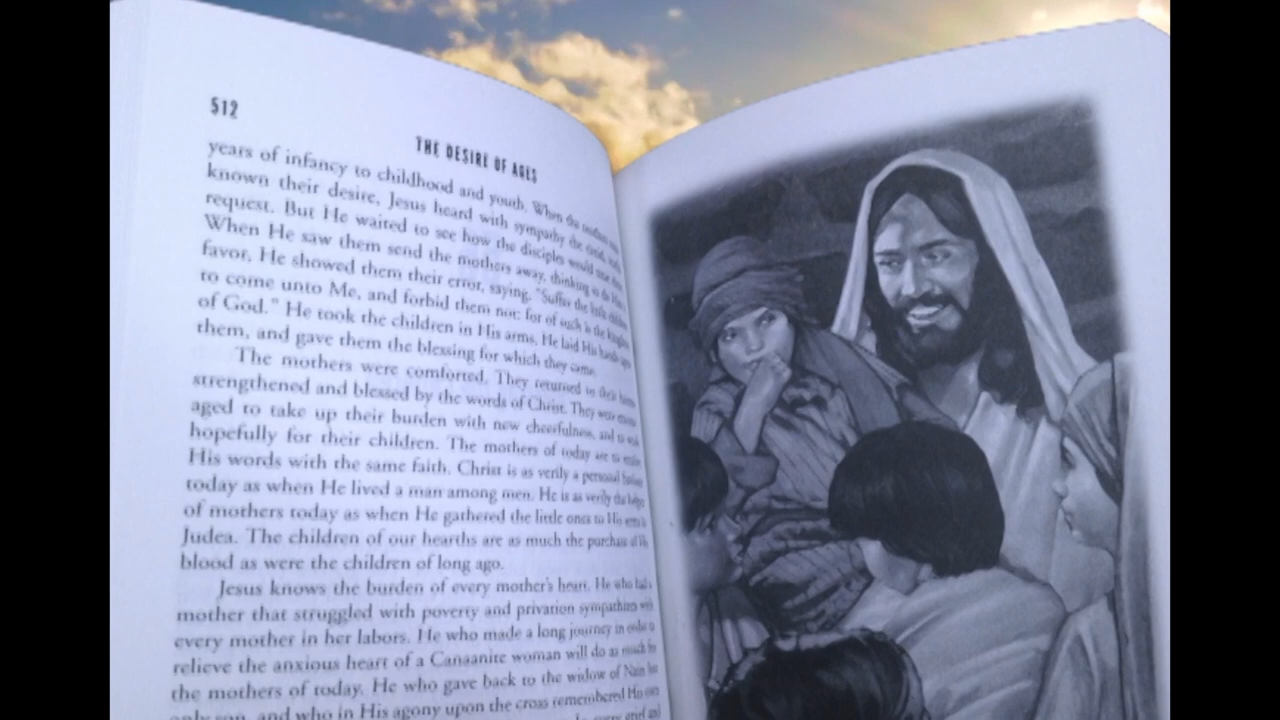 512
THE DESIRE OF AGES
years of infancy to childhood and youth. When the
known their desire, Jesus heard with sympathy the
request. But He waited to see how the disciples would
When He saw them send the mothers away, thinking to do Him
favor, He showed them their error, saying, "Suffer the little children
to come unto Me, and forbid them not: for of such is the kingdom
of God." He took the children in His arms, He laid His hands upon
them, and gave them the blessing for which they came.
The mothers were comforted. They returned to their homes
strengthened and blessed by the words of Christ. They were
aged to take up their burden with new cheerfulness, and to work
hopefully for their children. The mothers of today are to
His words with the same faith. Christ is as verily a personal
today as when He lived a man among men. He is as verily the helper
of mothers today as when He gathered the little ones to His arms in
Judea. The children of our hearths are as much the purchase of His
blood as were the children of long ago.
Jesus knows the burden of every mother's heart. He who had a
mother that struggled with poverty and privation sympathizes with
every mother in her labors. He who made a long journey in order to
relieve the anxious heart of a Canaanite woman will do as much for
the mothers of today. He who gave back to the widow of Nain her
only son, and who in His agony upon the cross remembered His own